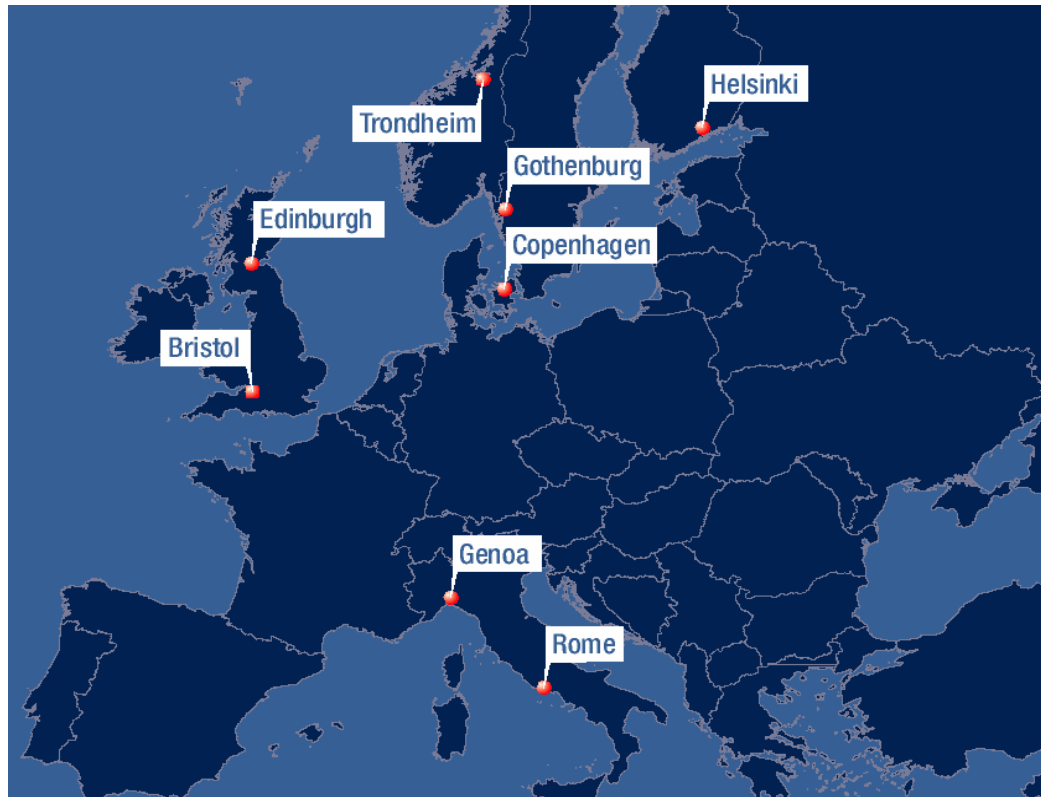 Helsinki
Trondheim
Gothenburg
Edinburgh
Copenhagen
Bristol
Genoa
Rome